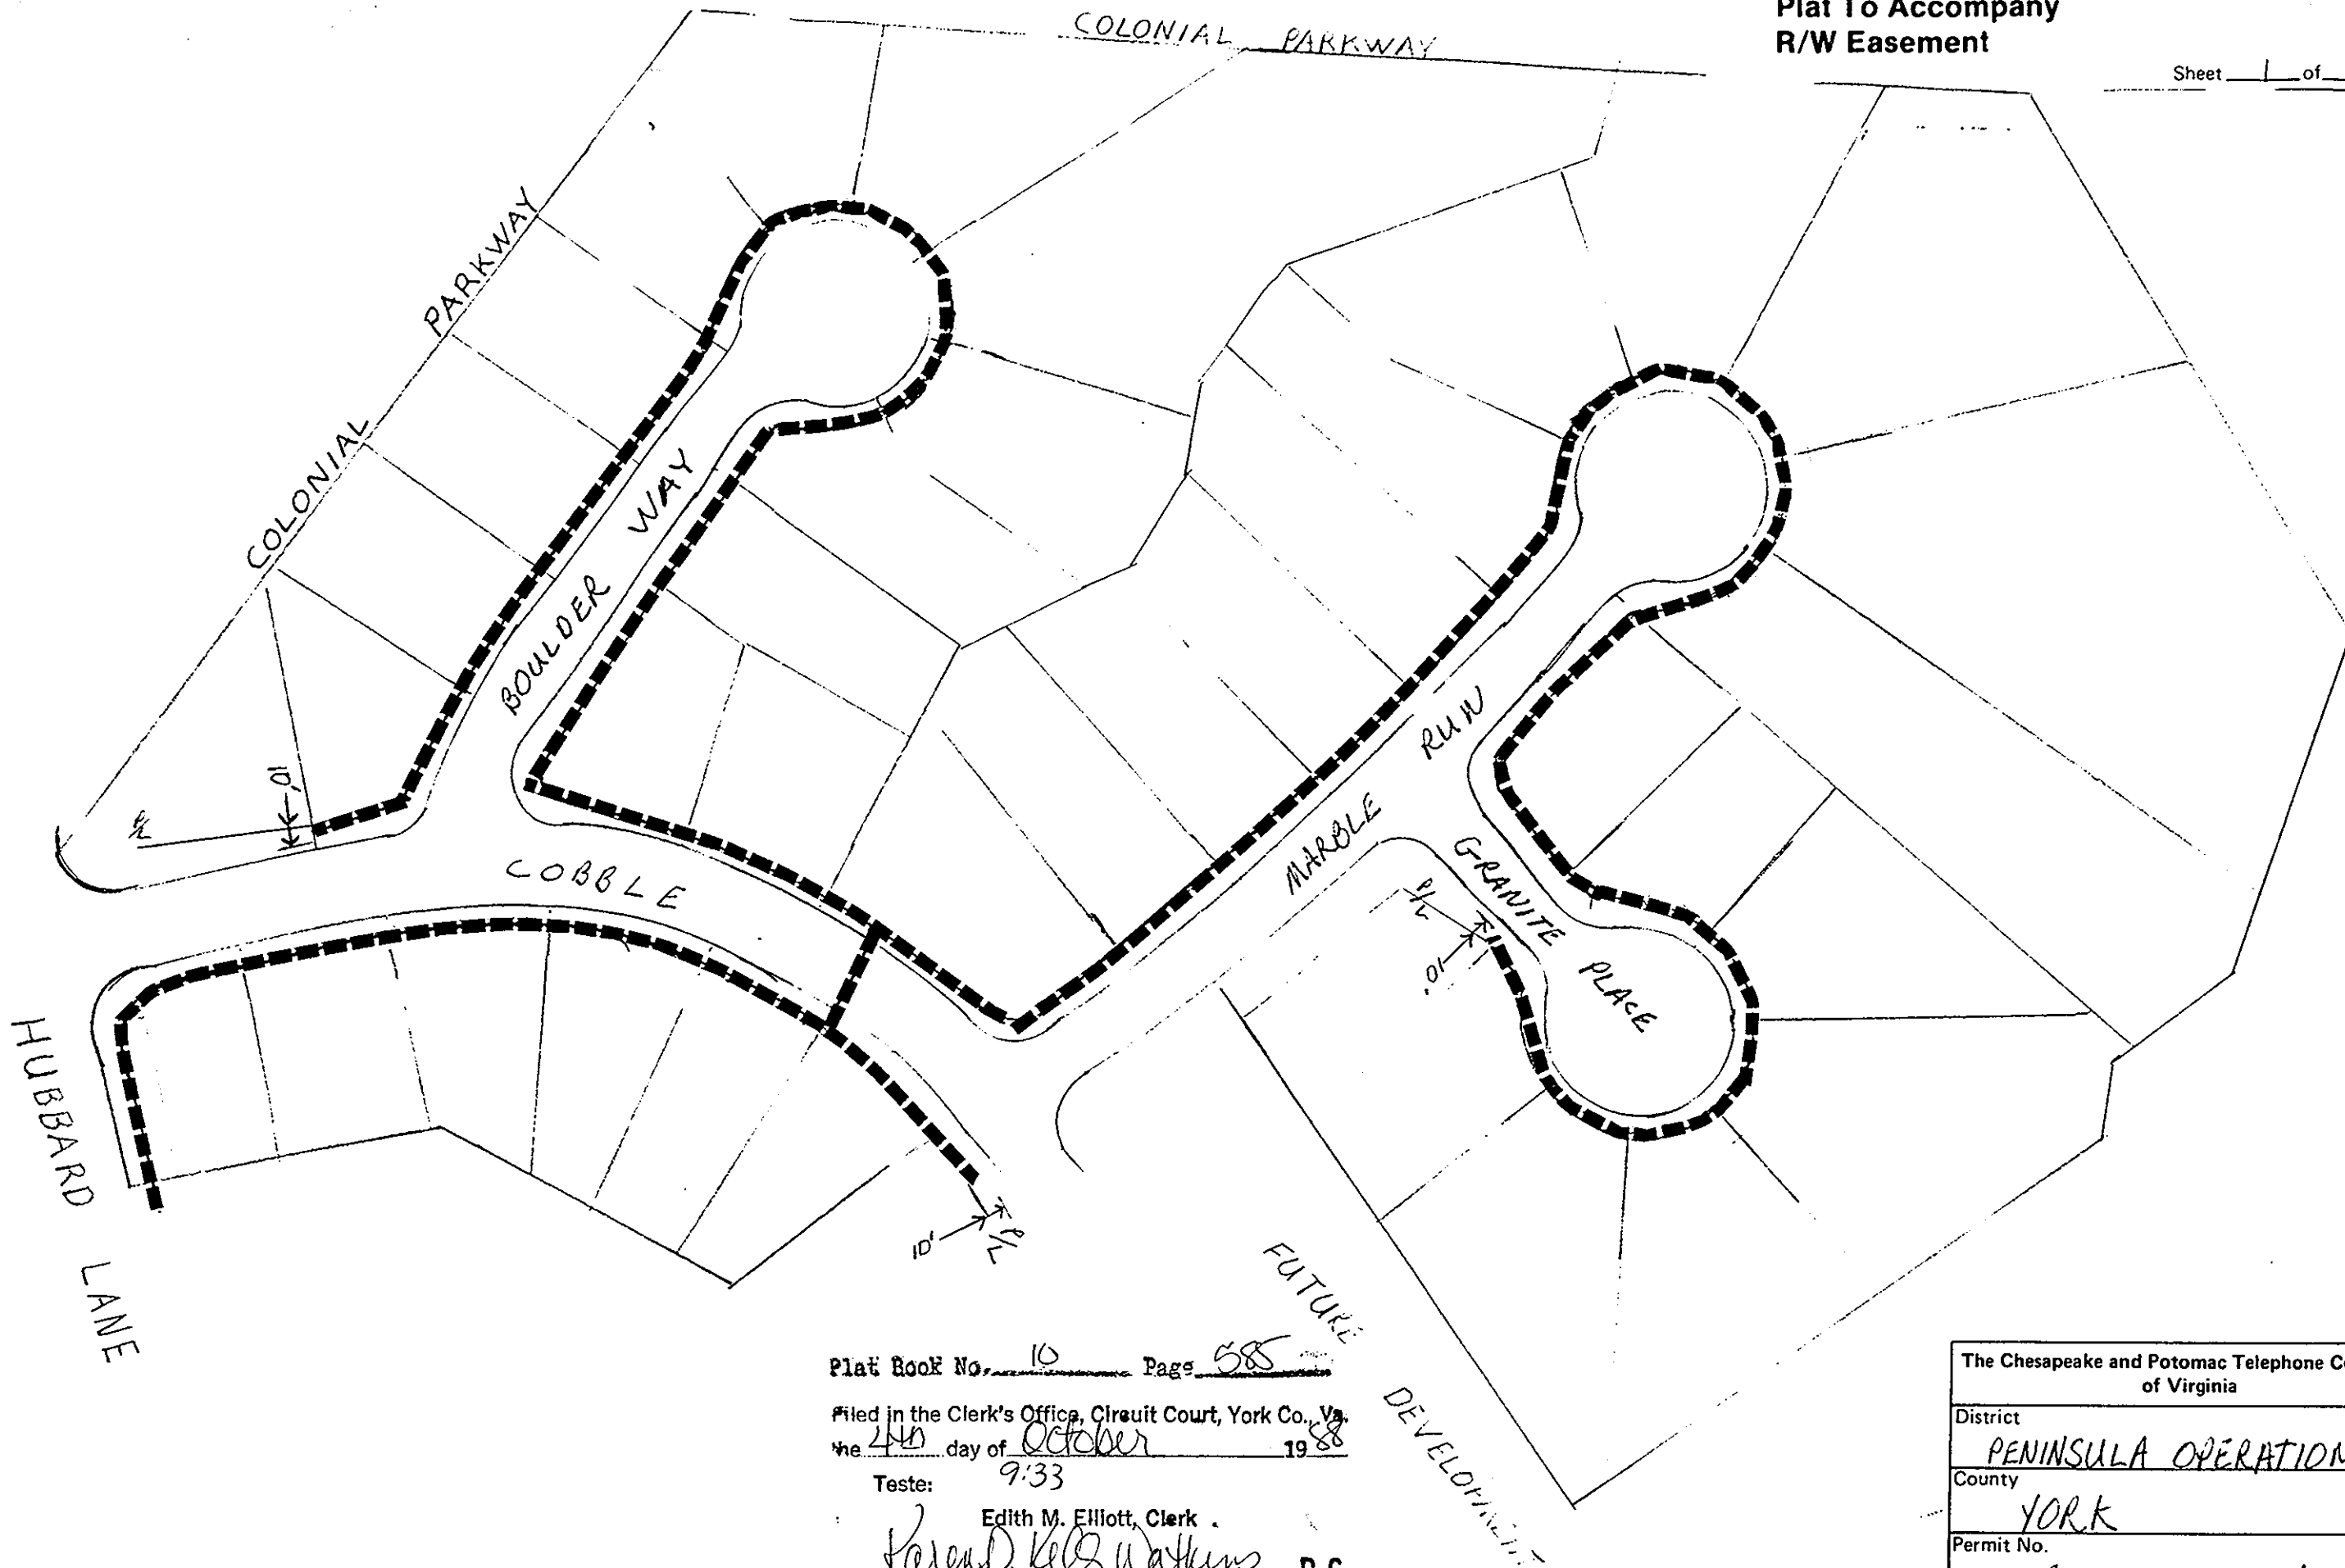 Plat To Accompany
R/W Easement
Sheet 1 of
COLONIAL PARKWAY
COLONIAL PARKWAY
BOULDER WAY
10'
COBBLE
MARBLE RUN
GRANITE PLACE
P/L
10'
HUBBARD LANE
10'
P/L
FUTURE DEVELOPMENT
Plat Book No. 10 Page 585
Filed in the Clerk's Office, Circuit Court, York Co., Va.
the 4th day of October 1988
Teste: 9:33
Edith M. Elliott, Clerk
The Chesapeake and Potomac Telephone
of Virginia
District
PENINSULA OPERATION
County
YORK
Permit No.